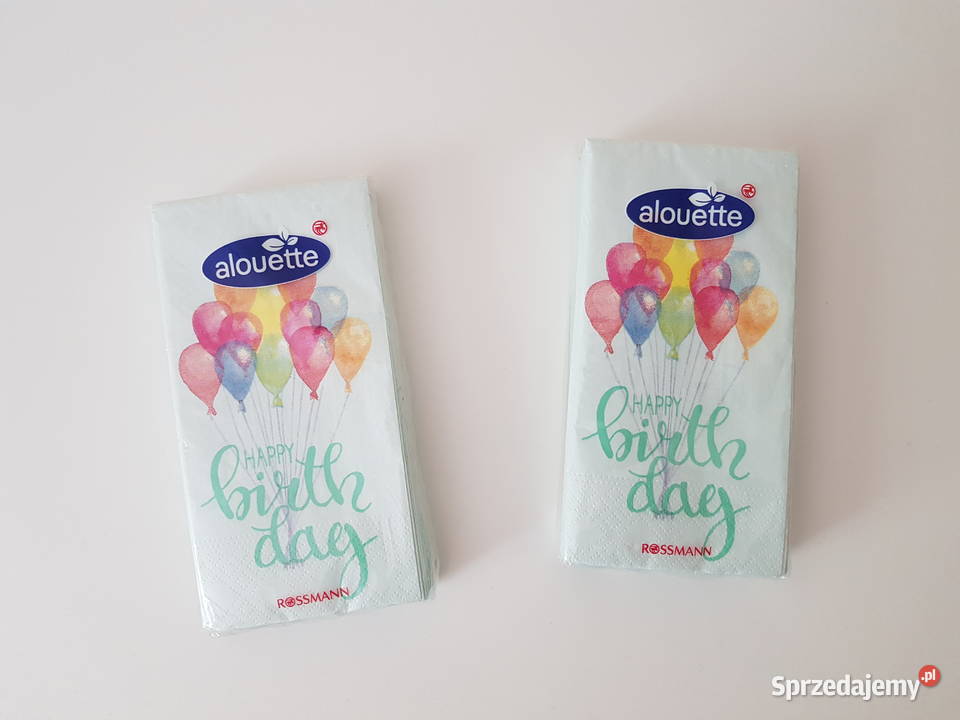 alouette
HAPPY
birth
day
ROSSMANN
alouette
HAPPY
birth
day
ROSSMANN
Sprzedajemy.pl